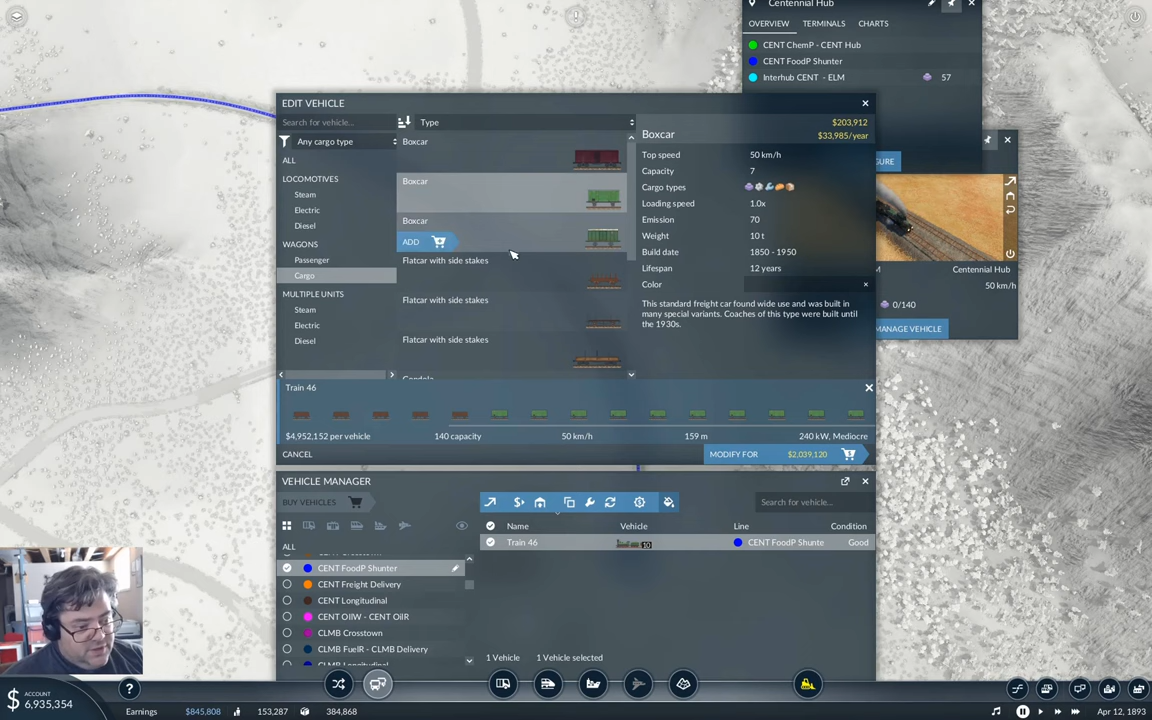 Centennial Hub
OVERVIEW TERMINALS CHARTS
CENT ChemP - CENT Hub
CENT FoodP Shunter
Interhub CENT - ELM 57
EDIT VEHICLE
Search for vehicle...
Type
Any cargo type
ALL
LOCOMOTIVES
Steam
Electric
Diesel
WAGONS
Passenger
Cargo
MULTIPLE UNITS
Steam
Electric
Diesel
Boxcar
Boxcar
Boxcar
ADD
Flatcar with side stakes
Flatcar with side stakes
Flatcar with side stakes
$203,912
Boxcar
$33,985/year
Top speed 50 km/h
Capacity 7
Cargo types
Loading speed 1.0x
Emission 70
Weight 10 t
Build date 1850 - 1950
Lifespan 12 years
Color
This standard freight car found wide use and was built in
many special variants. Coaches of this type were built until
the 1930s.
Centennial Hub
50 km/h
0/140
MANAGE VEHICLE
Train 46
$4,952,152 per vehicle 140 capacity 50 km/h 159 m 240 kW, Mediocre
CANCEL
MODIFY FOR $2,039,120
VEHICLE MANAGER
BUY VEHICLES
Search for vehicle...
ALL
CENT FoodP Shunter
CENT Freight Delivery
CENT Longitudinal
CENT OilW - CENT OilR
CLMB Crosstown
CLMB FuelR - CLMB Delivery
Name Vehicle Line Condition
Train 46 CENT FoodP Shunte Good
1 Vehicle 1 Vehicle selected
$ ACCOUNT
6,935,354
?
Earnings $845,808 153,287 384,868
Apr 12, 1893